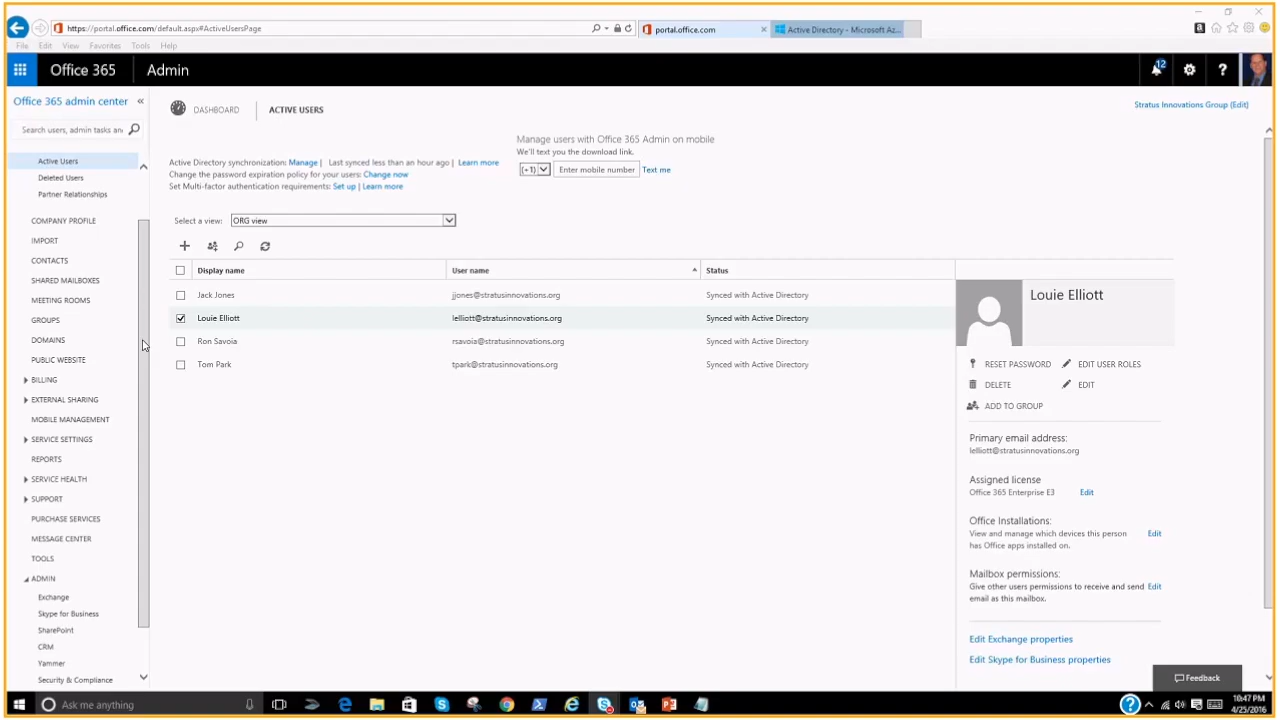 https://portal.office.com/default.aspx#ActiveUsersPage
portal.office.com
Active Directory - Microsoft Az...
File Edit View Favorites Tools Help
Office 365 Admin
12
Office 365 admin center «
Search users, admin tasks an
Active Users
Deleted Users
Partner Relationships
COMPANY PROFILE
IMPORT
CONTACTS
SHARED MAILBOXES
MEETING ROOMS
GROUPS
DOMAINS
PUBLIC WEBSITE
BILLING
EXTERNAL SHARING
MOBILE MANAGEMENT
SERVICE SETTINGS
REPORTS
SERVICE HEALTH
SUPPORT
PURCHASE SERVICES
MESSAGE CENTER
TOOLS
ADMIN
Exchange
Skype for Business
SharePoint
CRM
Yammer
Security & Compliance
DASHBOARD ACTIVE USERS
Stratus Innovations Group (Edit)
Manage users with Office 365 Admin on mobile
We'll text you the download link.
(+1) Enter mobile number Text me
Active Directory synchronization: Manage | Last synced less than an hour ago | Learn more
Change the password expiration policy for your users: Change now
Set Multi-factor authentication requirements: Set up | Learn more
Select a view: ORG view
Display name User name Status
Jack Jones jjones@stratusinnovations.org Synced with Active Directory
Louie Elliott lelliott@stratusinnovations.org Synced with Active Directory
Ron Savoia rsavoia@stratusinnovations.org Synced with Active Directory
Tom Park tpark@stratusinnovations.org Synced with Active Directory
Louie Elliott
RESET PASSWORD EDIT USER ROLES
DELETE EDIT
ADD TO GROUP
Primary email address:
lelliott@stratusinnovations.org
Assigned license
Office 365 Enterprise E3 Edit
Office Installations:
View and manage which devices this person Edit
has Office apps installed on.
Mailbox permissions:
Give other users permissions to receive and send Edit
email as this mailbox.
Edit Exchange properties
Edit Skype for Business properties
Feedback
Ask me anything
10:47 PM
4/25/2016